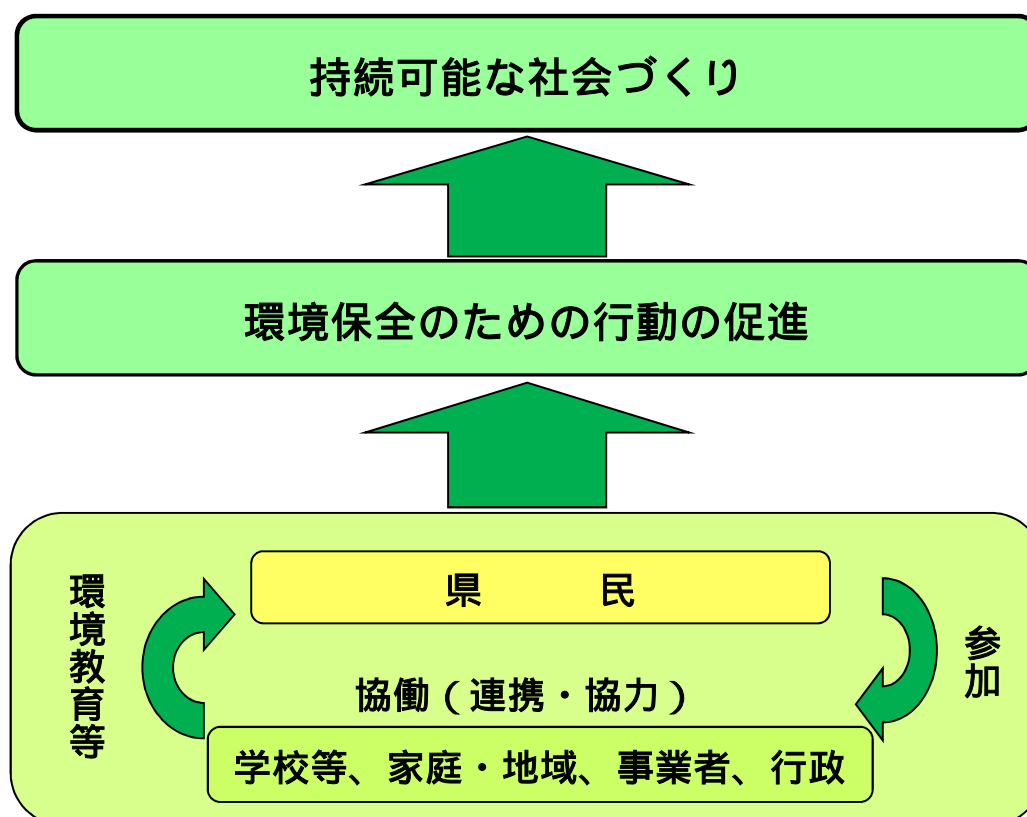 持続可能な社会づくり
環境保全のための行動の促進
県　　　民
環境教育等
参加
協働（連携・協力）
学校等、家庭・地域、事業者、行政